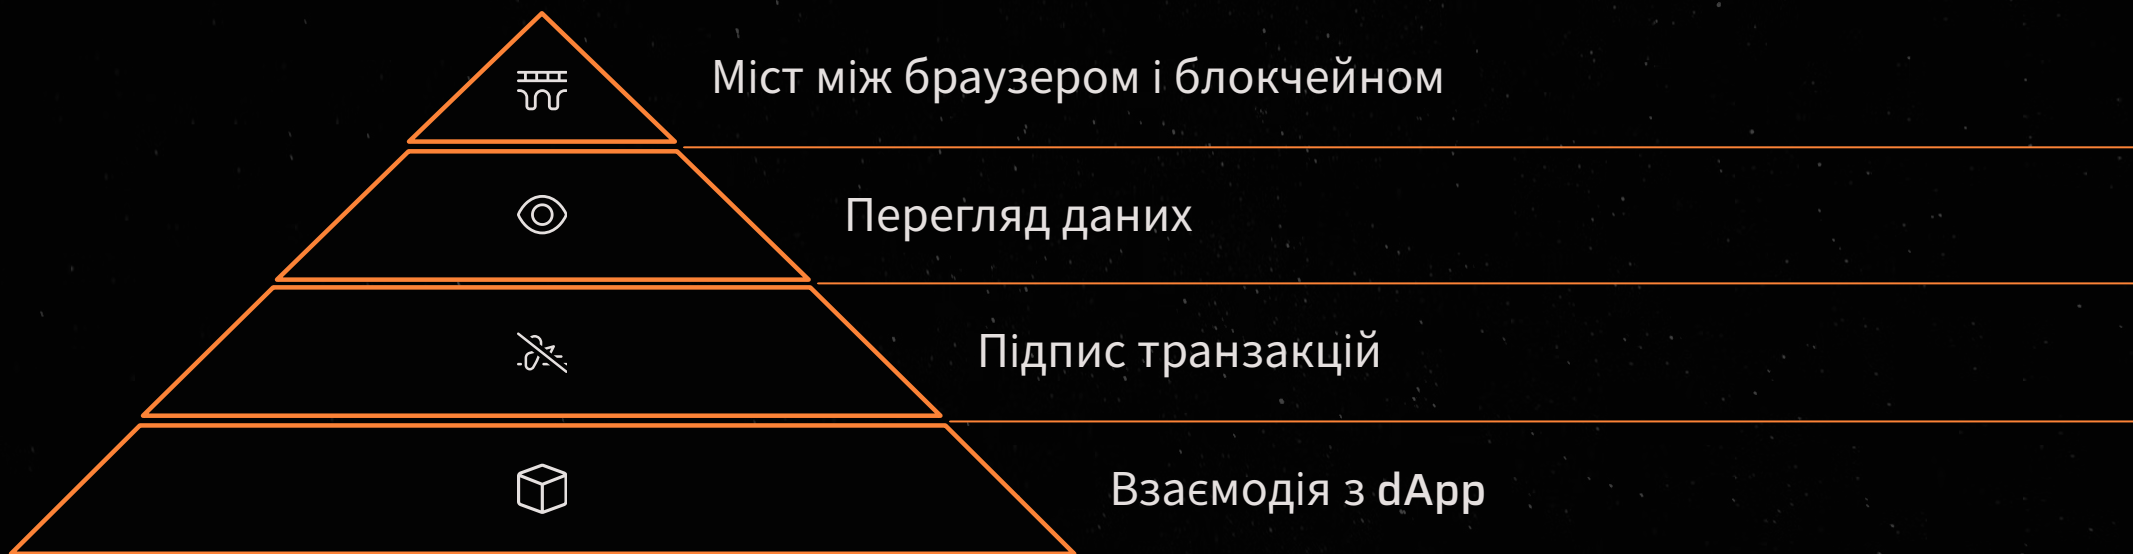 Міст між браузером і блокчейном
Перегляд даних
Підпис транзакцій
Взаємодія з dApp